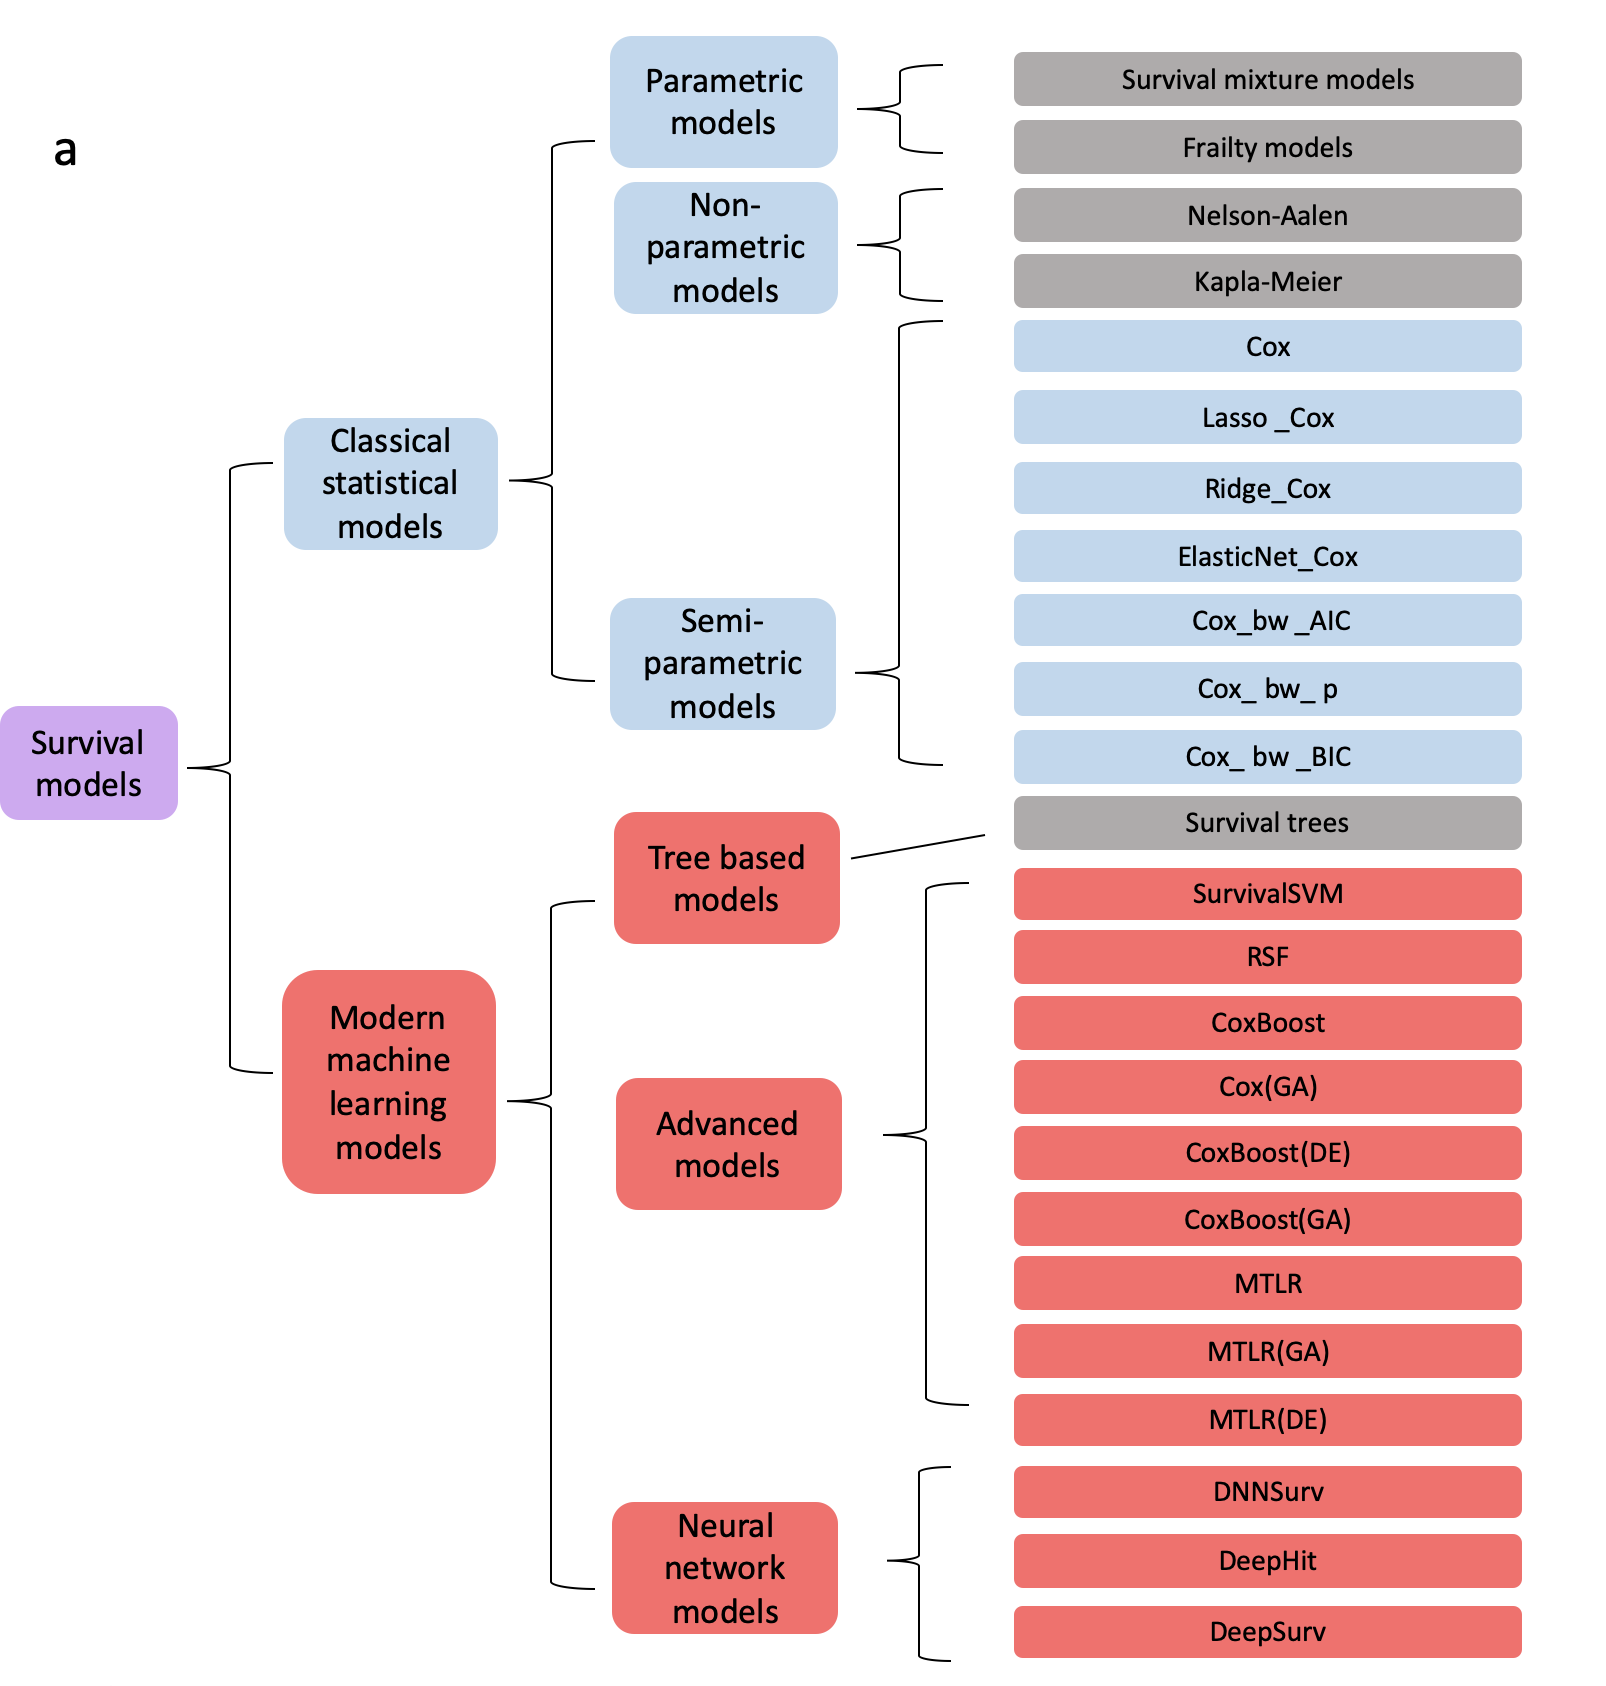 a
Survival
models
Classical
statistical
models
Modern
machine
learning
models
Parametric
models
Non-
parametric
models
Semi-
parametric
models
Tree based
models
Advanced
models
Neural
network
models
Survival mixture models
Frailty models
Nelson-Aalen
Kapla-Meier
Cox
Lasso _Cox
Ridge_Cox
ElasticNet_Cox
Cox_bw _AIC
Cox_ bw_ p
Cox_ bw _BIC
Survival trees
SurvivalSVM
RSF
CoxBoost
Cox(GA)
CoxBoost(DE)
CoxBoost(GA)
MTLR
MTLR(GA)
MTLR(DE)
DNNSurv
DeepHit
DeepSurv